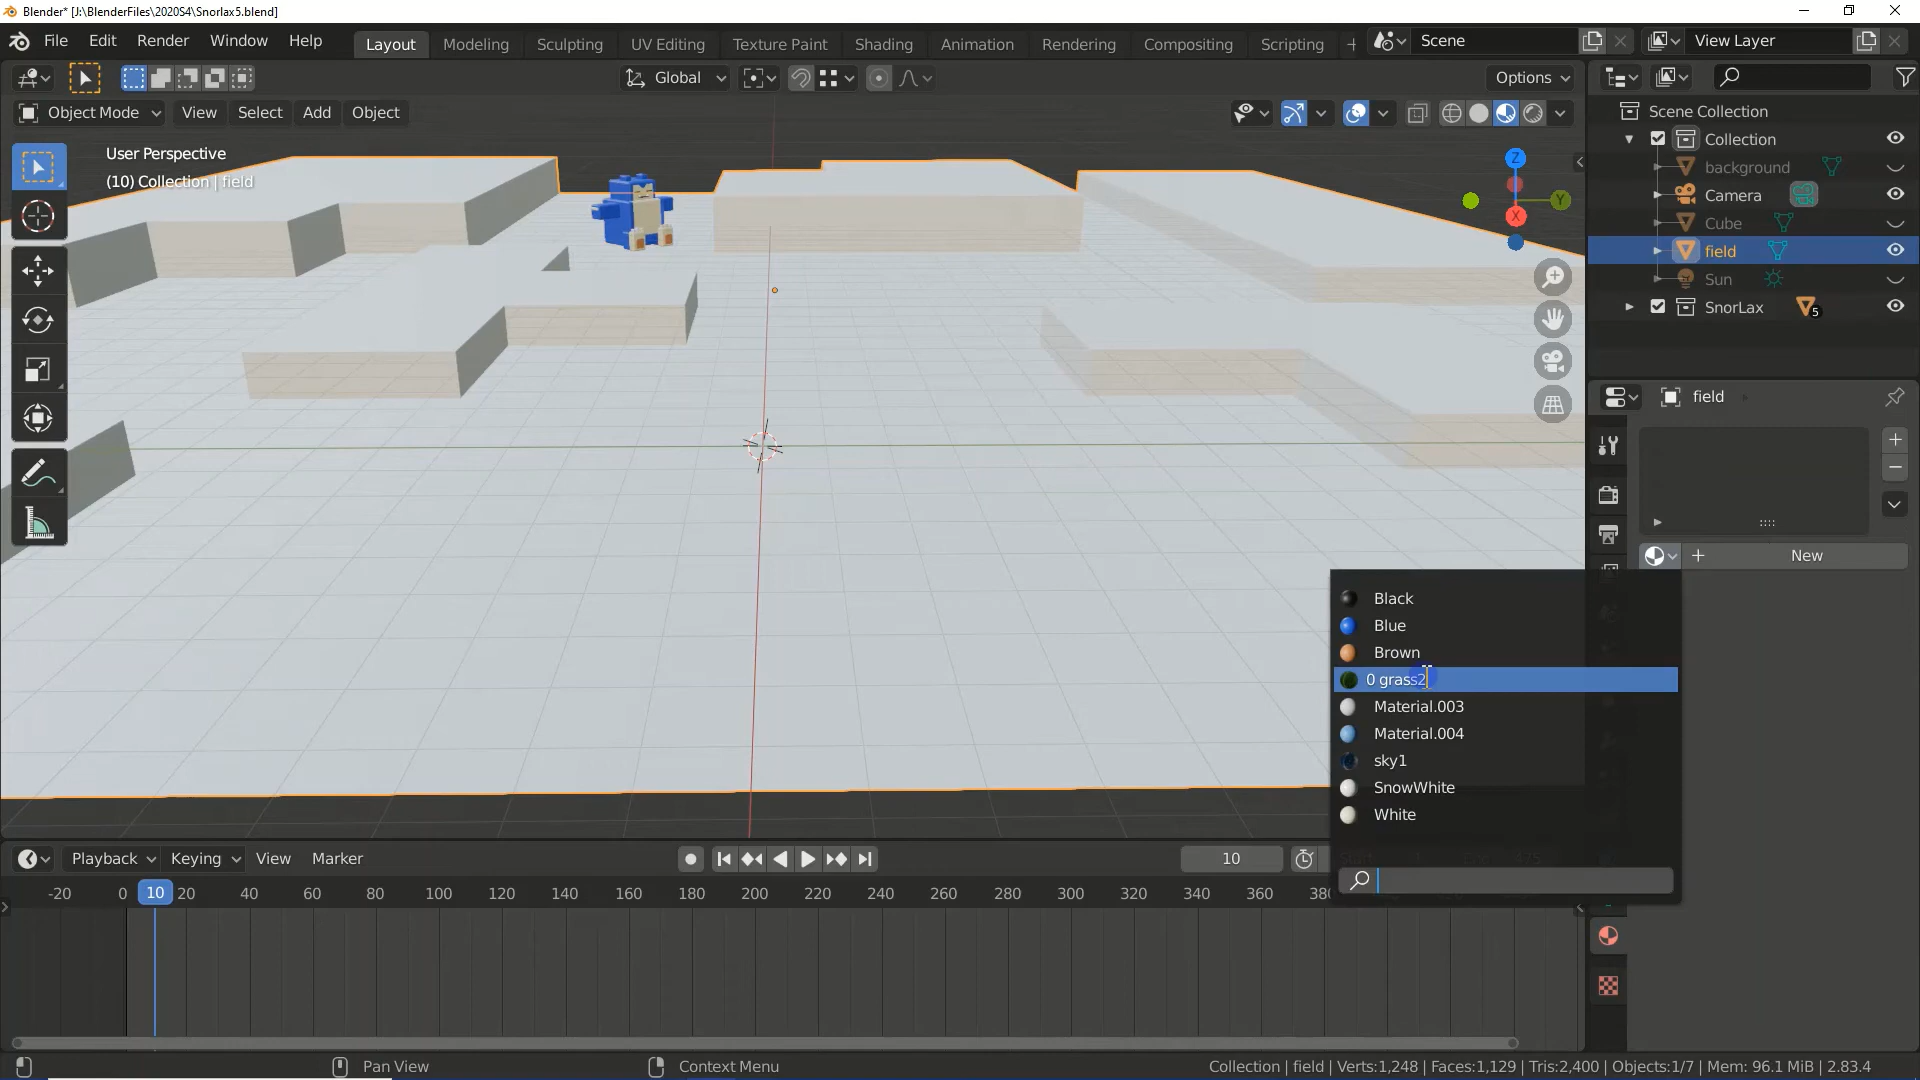 Blender* [J:\BlenderFiles\2020S4\Snorlax5.blend]
File Edit Render Window Help
Layout Modeling Sculpting UV Editing Texture Paint Shading Animation Rendering Compositing Scripting +
Scene
View Layer
Global
Options
Object Mode View Select Add Object
User Perspective
(10) Collection | field
Z
Y
X
Scene Collection
Collection
background
Camera
Cube
field
Sun
SnorLax
5
field
New
Black
Blue
Brown
0 grass2
Material.003
Material.004
sky1
SnowWhite
White
Playback Keying View Marker
10
-20 0 10 20 40 60 80 100 120 140 160 180 200 220 240 260 280 300 320 340 360 380
Pan View
Context Menu
Collection | field | Verts:1,248 | Faces:1,129 | Tris:2,400 | Objects:1/7 | Mem: 96.1 MiB | 2.83.4